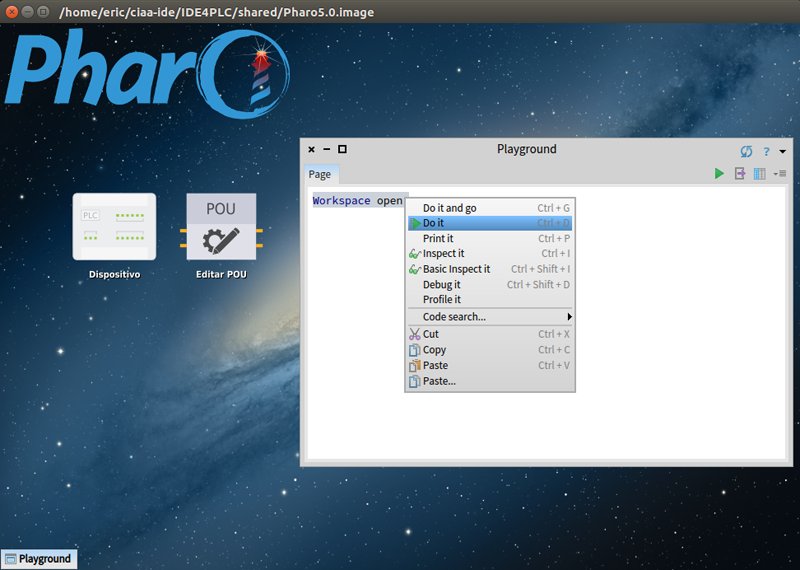 /home/eric/ciaa-ide/IDE4PLC/shared/Pharo5.0.image
Pharo
Playground
?
Page
Workspace open
Do it and go Ctrl + G
Do it Ctrl + D
Print it Ctrl + P
Inspect it Ctrl + I
Basic Inspect it Ctrl + Shift + I
Debug it Ctrl + Shift + D
Profile it
Code search...
Cut Ctrl + X
Copy Ctrl + C
Paste Ctrl + V
Paste...
PLC
POU
Dispositivo
Editar POU
Playground